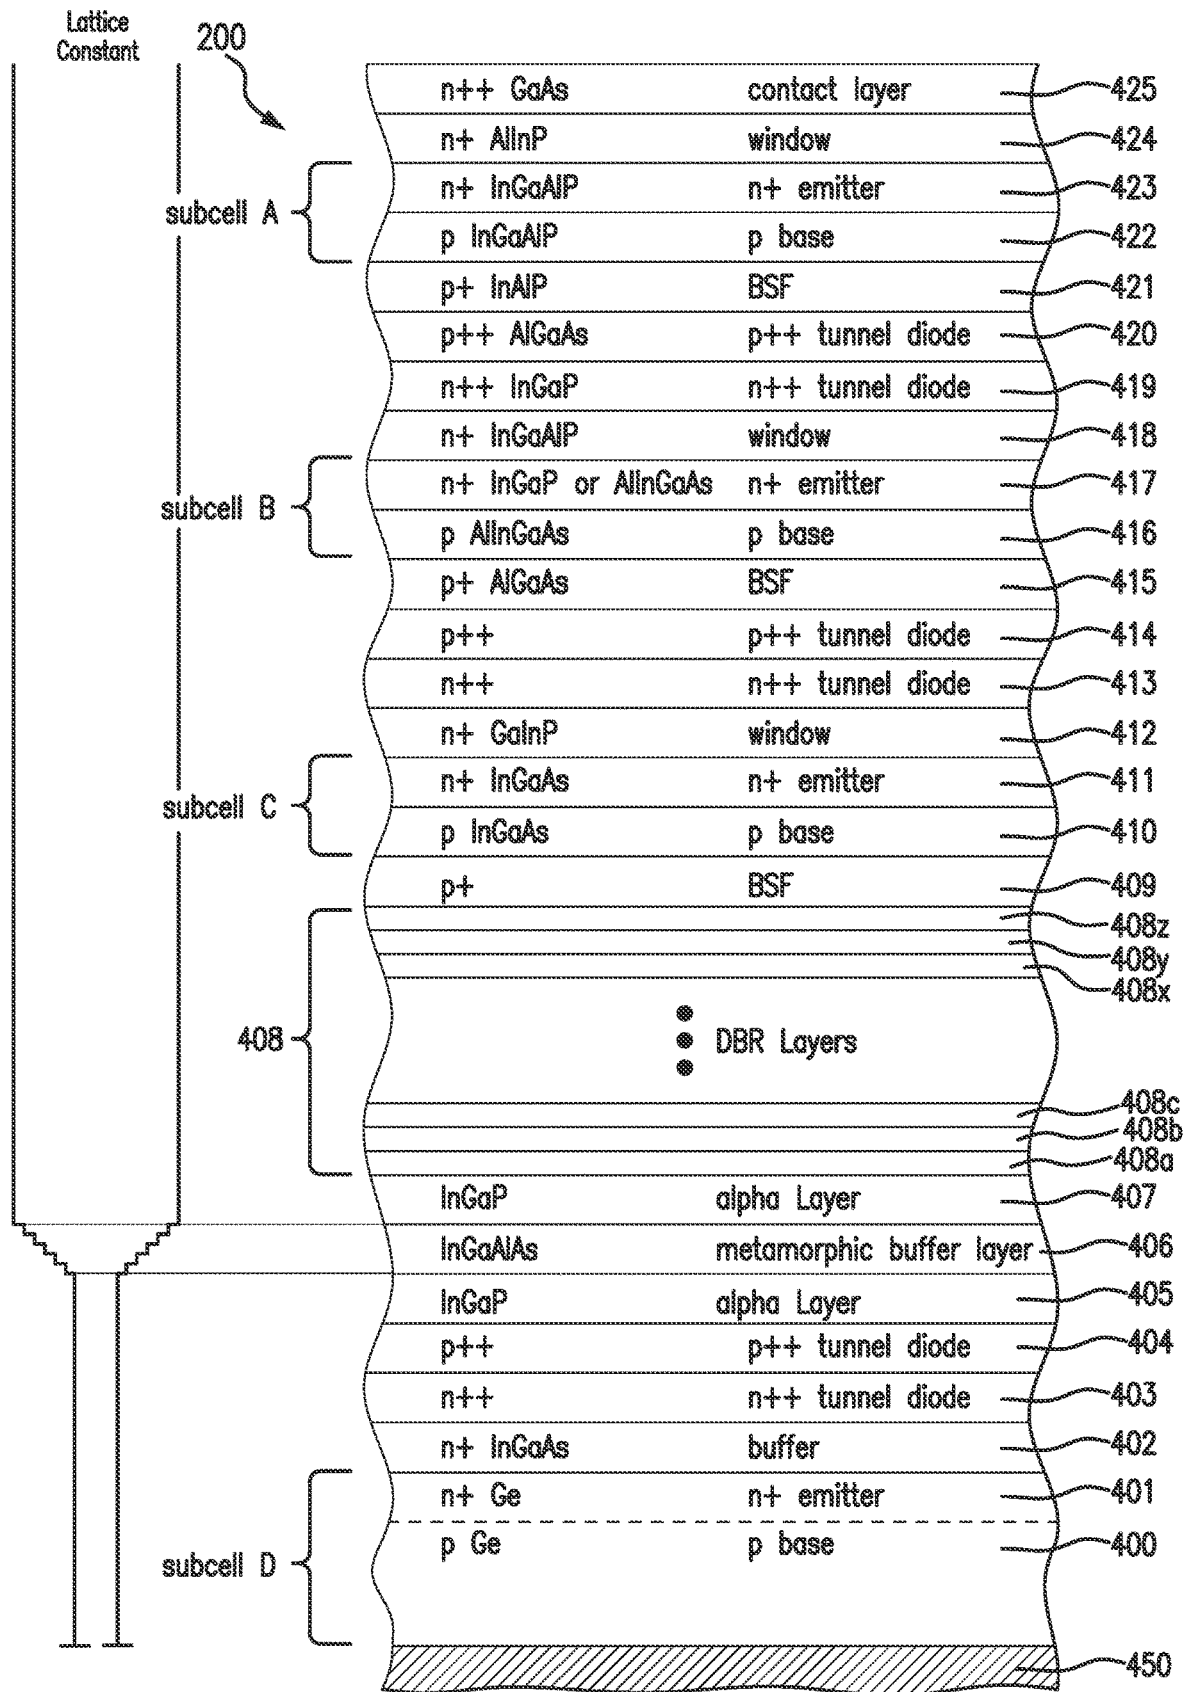 Lattice
Constant
200
n++ GaAs contact layer 425
n+ AlInP window 424
n+ InGaAlP n+ emitter 423
subcell A
p InGaAlP p base 422
p+ InAlP BSF 421
p++ AlGaAs p++ tunnel diode 420
n++ InGaP n++ tunnel diode 419
n+ InGaAlP window 418
n+ InGaP or AlInGaAs n+ emitter 417
subcell B
p AlInGaAs p base 416
p+ AlGaAs BSF 415
p++ p++ tunnel diode 414
n++ n++ tunnel diode 413
n+ GaInP window 412
n+ InGaAs n+ emitter 411
subcell C
p InGaAs p base 410
p+ BSF 409
408z
408y
408x
408 DBR Layers
408c
408b
408a
InGaP alpha Layer 407
InGaAlAs metamorphic buffer layer 406
InGaP alpha Layer 405
p++ p++ tunnel diode 404
n++ n++ tunnel diode 403
n+ InGaAs buffer 402
n+ Ge n+ emitter 401
p Ge p base 400
subcell D
450